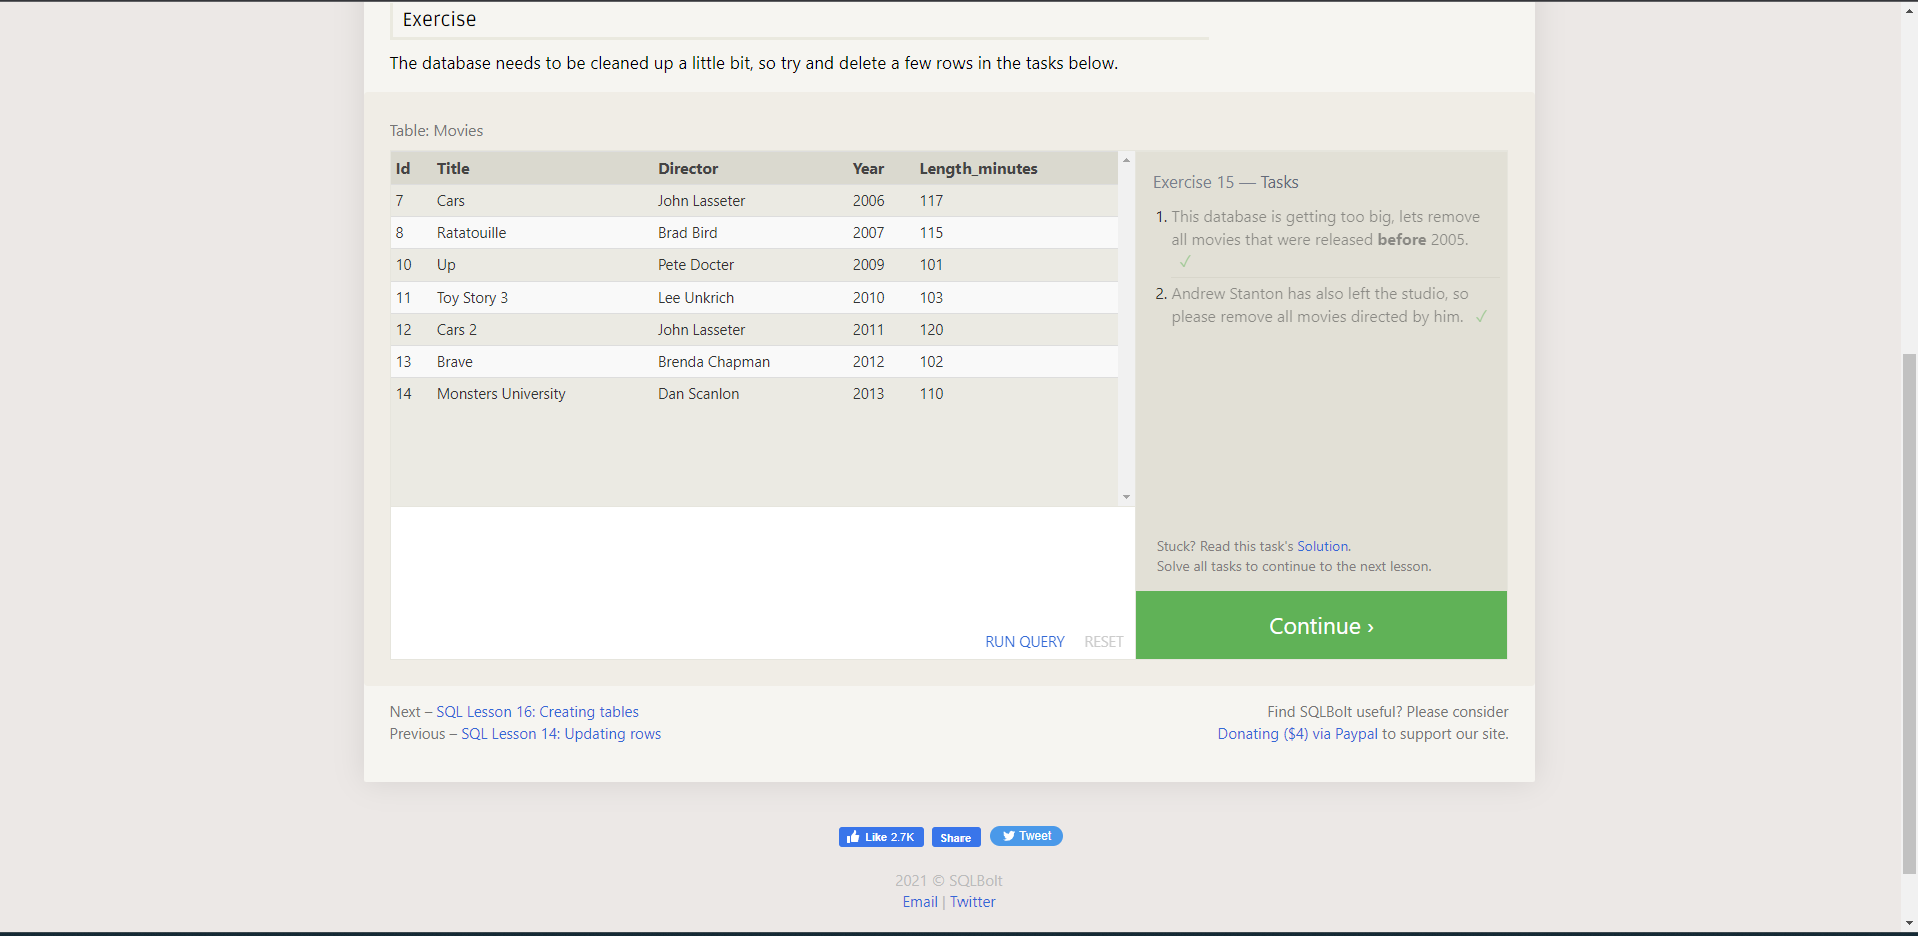 Exercise
The database needs to be cleaned up a little bit, so try and delete a few rows in the tasks below.
Table: Movies
Id Title Director Year Length_minutes
7 Cars John Lasseter 2006 117
8 Ratatouille Brad Bird 2007 115
10 Up Pete Docter 2009 101
11 Toy Story 3 Lee Unkrich 2010 103
12 Cars 2 John Lasseter 2011 120
13 Brave Brenda Chapman 2012 102
14 Monsters University Dan Scanlon 2013 110
RUN QUERY RESET
Exercise 15 — Tasks
1. This database is getting too big, lets remove
all movies that were released before 2005.
✓
2. Andrew Stanton has also left the studio, so
please remove all movies directed by him. ✓
Stuck? Read this task's Solution.
Solve all tasks to continue to the next lesson.
Continue ›
Next – SQL Lesson 16: Creating tables
Previous – SQL Lesson 14: Updating rows
Find SQLBolt useful? Please consider
Donating ($4) via Paypal to support our site.
Like 2.7K Share Tweet
2021 © SQLBolt
Email | Twitter